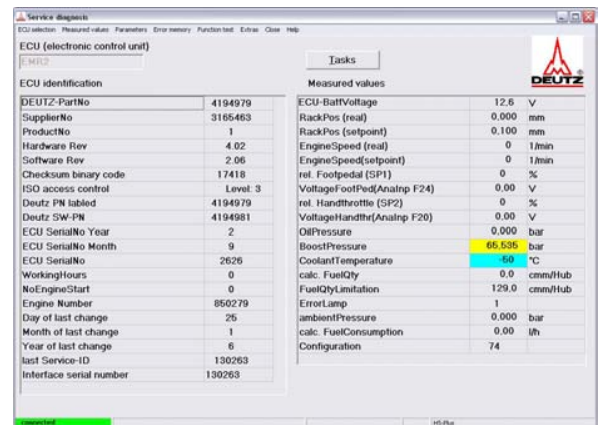 Service diagnosis
ECU selection Measured values Parameters Error memory Function test Extras Close Help
ECU (electronic control unit)
EMR2
Tasks
DEUTZ
ECU identification
DEUTZ-PartNo 4194979
SupplierNo 3165463
ProductNo 1
Hardware Rev 4.02
Software Rev 2.06
Checksum binary code 17418
ISO access control Level: 3
Deutz PN labled 4194979
Deutz SW-PN 4194981
ECU SerialNo Year 2
ECU SerialNo Month 9
ECU SerialNo 2626
WorkingHours 0
NoEngineStart 0
Engine Number 850279
Day of last change 25
Month of last change 1
Year of last change 6
last Service-ID 130263
Interface serial number 130263
Measured values
ECU-BattVoltage 12,6 V
RackPos (real) 0,000 mm
RackPos (setpoint) 0,100 mm
EngineSpeed (real) 0 1/min
EngineSpeed(setpoint) 0 1/min
rel. Footpedal (SP1) 0 %
VoltageFootPed(AnaInp F24) 0,00 V
rel. Handthrottle (SP2) 0 %
VoltageHandthr(AnaInp F20) 0,00 V
OilPressure 0,000 bar
BoostPressure 65,535 bar
CoolantTemperature -50 °C
calc. FuelQty 0,0 cmm/Hub
FuelQtyLimitation 129,0 cmm/Hub
ErrorLamp 1
ambientPressure 0,000 bar
calc. FuelConsumption 0,00 l/h
Configuration 74
connected
HS-Plus